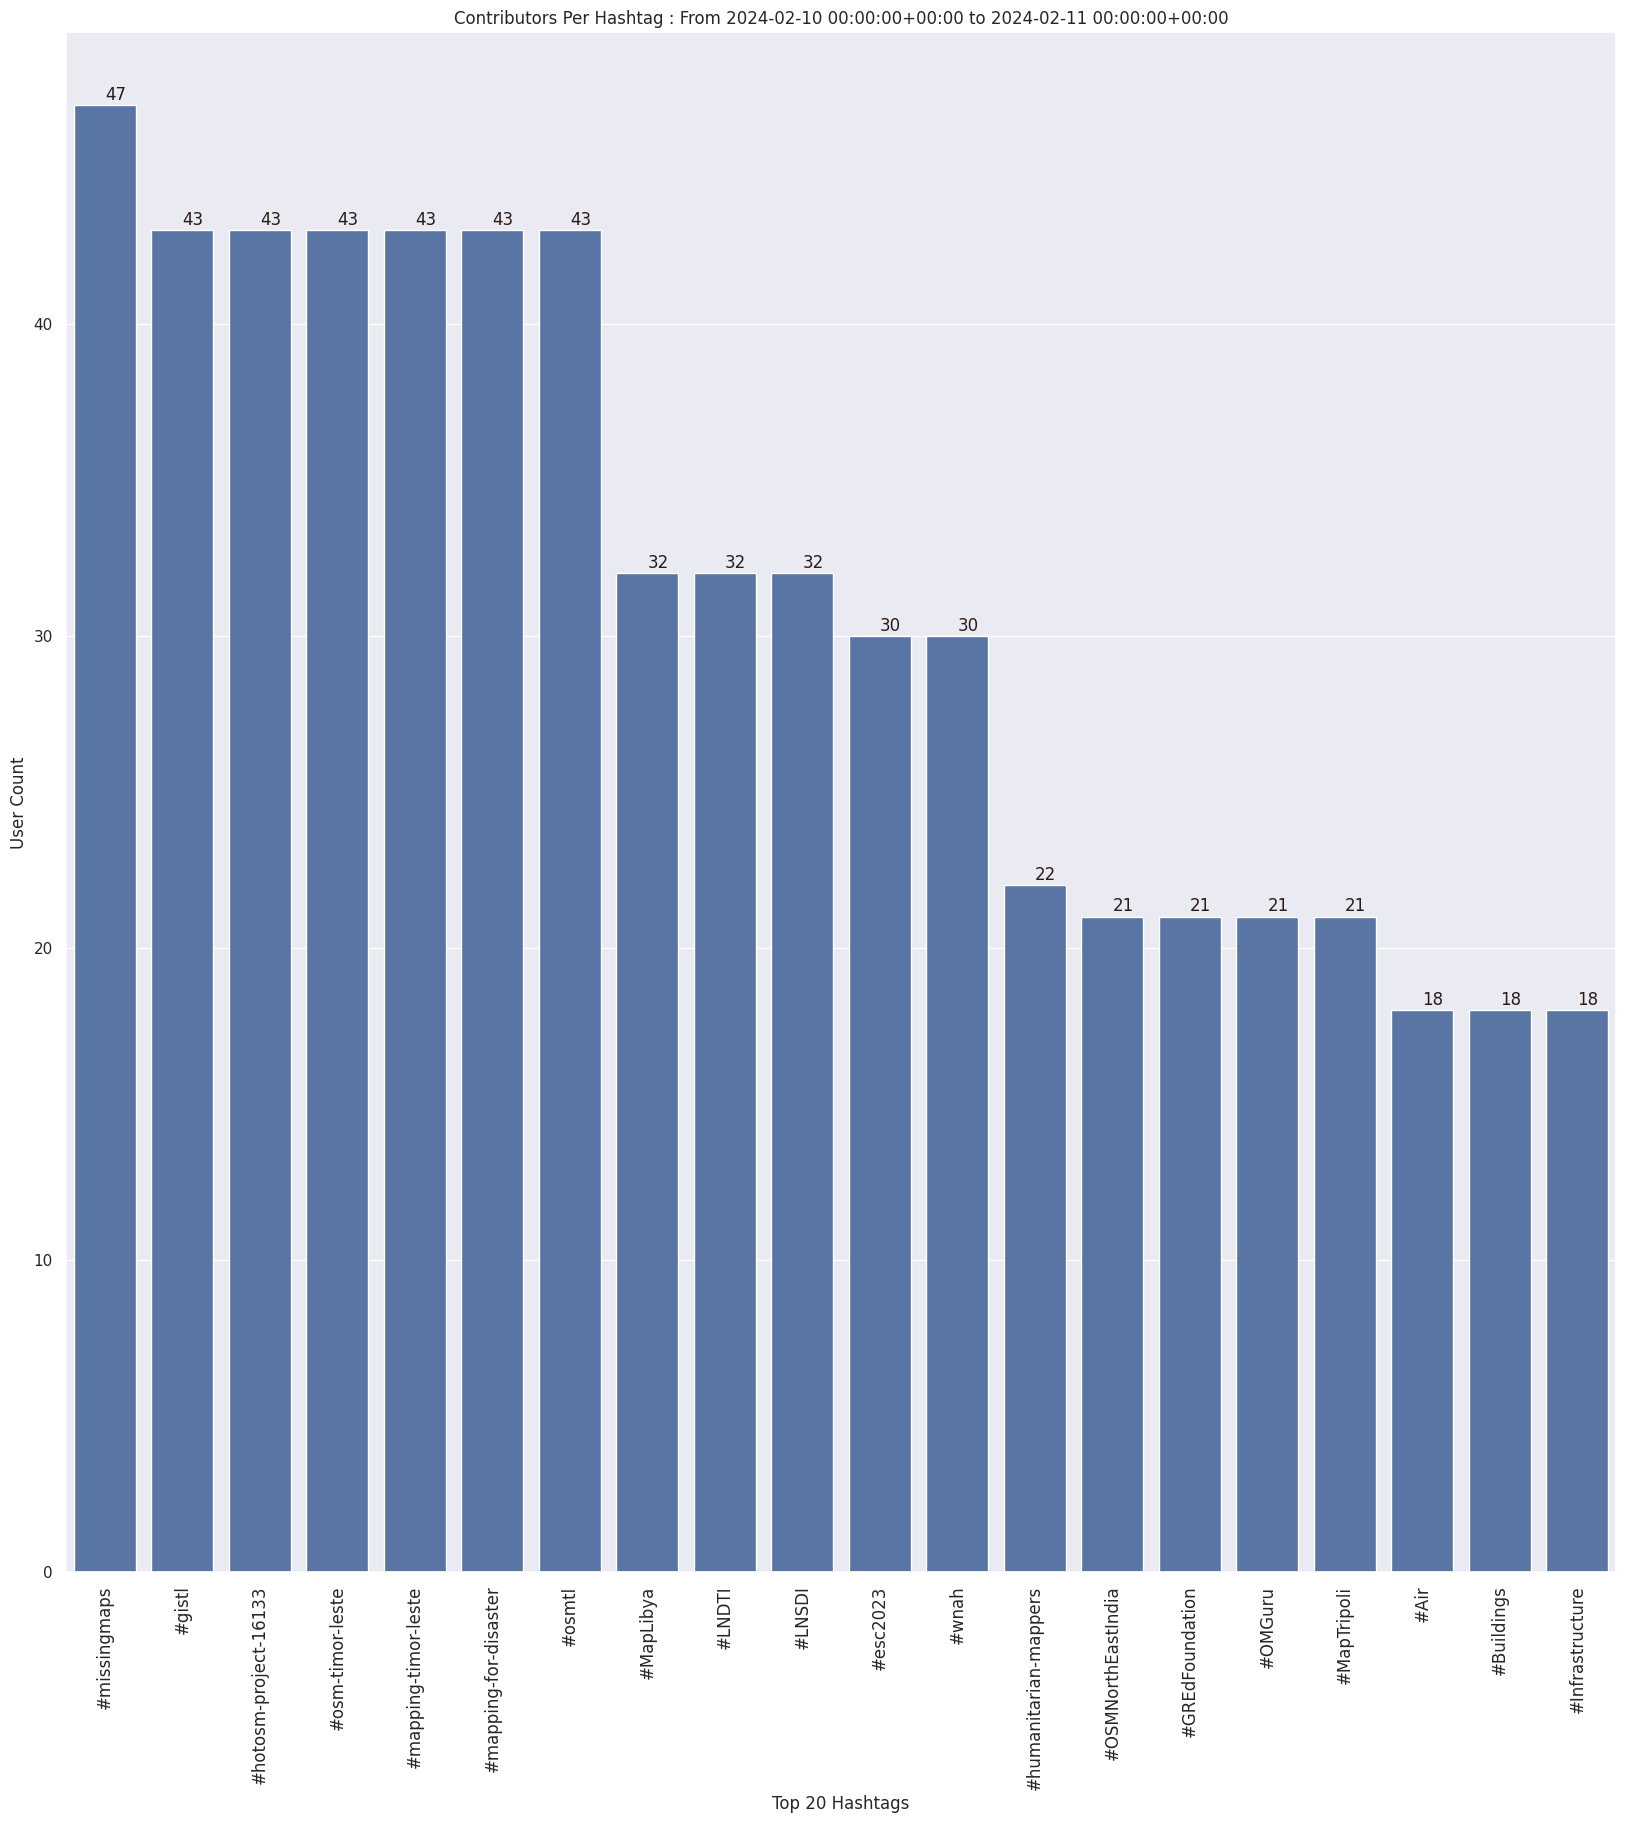 Contributors Per Hashtag : From 2024-02-10 00:00:00+00:00 to 2024-02-11 00:00:00+00:00
User Count
40
30
20
10
0
47
43
43
43
43
43
43
32
32
32
30
30
22
21
21
21
21
18
18
18
#missingmaps
#gistl
#hotosm-project-16133
#osm-timor-leste
#mapping-timor-leste
#mapping-for-disaster
#osmtl
#MapLibya
#LNDTI
#LNSDI
#esc2023
#wnah
#humanitarian-mappers
#OSMNorthEastIndia
#GREdFoundation
#OMGuru
#MapTripoli
#Air
#Buildings
#Infrastructure
Top 20 Hashtags